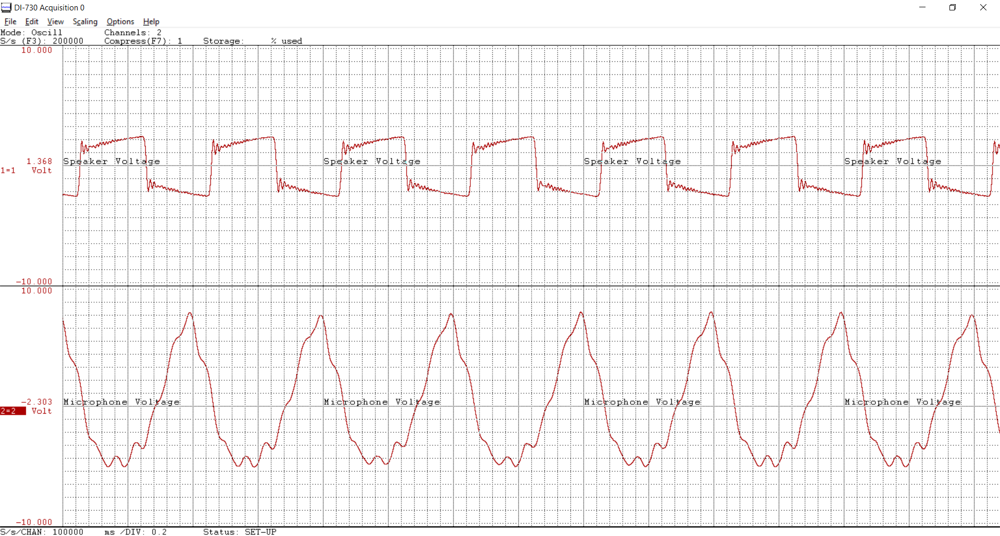 DI-730 Acquisition 0
File Edit View Scaling Options Help
Mode: Oscill Channels: 2
S/s (F3): 200000 Compress(F7): 1 Storage: % used
10.000
1.368
Speaker Voltage Speaker Voltage Speaker Voltage Speaker Voltage
1=1 Volt
-10.000
10.000
-2.303
Microphone Voltage Microphone Voltage Microphone Voltage Microphone Voltage
2=2 Volt
-10.000
S/s/CHAN: 100000 ms /DIV: 0.2 Status: SET-UP